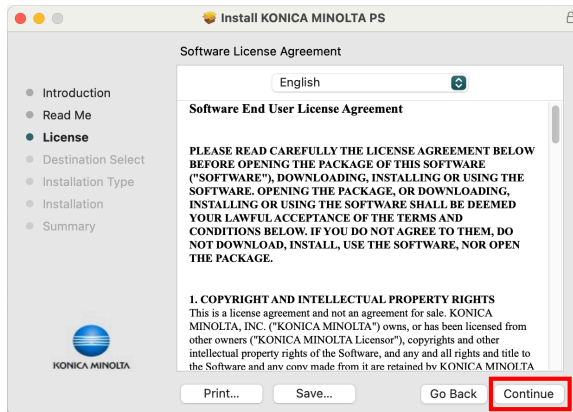 Install KONICA MINOLTA PS
Software License Agreement
Introduction
Read Me
License
Destination Select
Installation Type
Installation
Summary
KONICA MINOLTA
English
Software End User License Agreement
PLEASE READ CAREFULLY THE LICENSE AGREEMENT BELOW
BEFORE OPENING THE PACKAGE OF THIS SOFTWARE
("SOFTWARE"), DOWNLOADING, INSTALLING OR USING THE
SOFTWARE. OPENING THE PACKAGE, OR DOWNLOADING,
INSTALLING OR USING THE SOFTWARE SHALL BE DEEMED
YOUR LAWFUL ACCEPTANCE OF THE TERMS AND
CONDITIONS BELOW. IF YOU DO NOT AGREE TO THEM, DO
NOT DOWNLOAD, INSTALL, USE THE SOFTWARE, NOR OPEN
THE PACKAGE.
1. COPYRIGHT AND INTELLECTUAL PROPERTY RIGHTS
This is a license agreement and not an agreement for sale. KONICA
MINOLTA, INC. ("KONICA MINOLTA") owns, or has been licensed from
other owners ("KONICA MINOLTA Licensor"), copyrights and other
intellectual property rights of the Software, and any and all rights and title to
the Software and any copy made from it are retained by KONICA MINOLTA
Print... Save... Go Back Continue